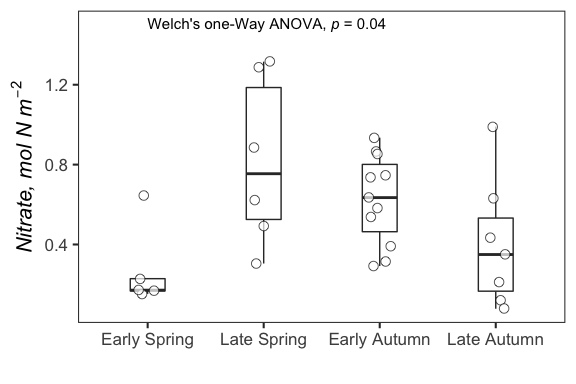 Welch's one-Way ANOVA, p = 0.04
Nitrate, mol N m⁻²
1.2
0.8
0.4
Early Spring Late Spring Early Autumn Late Autumn